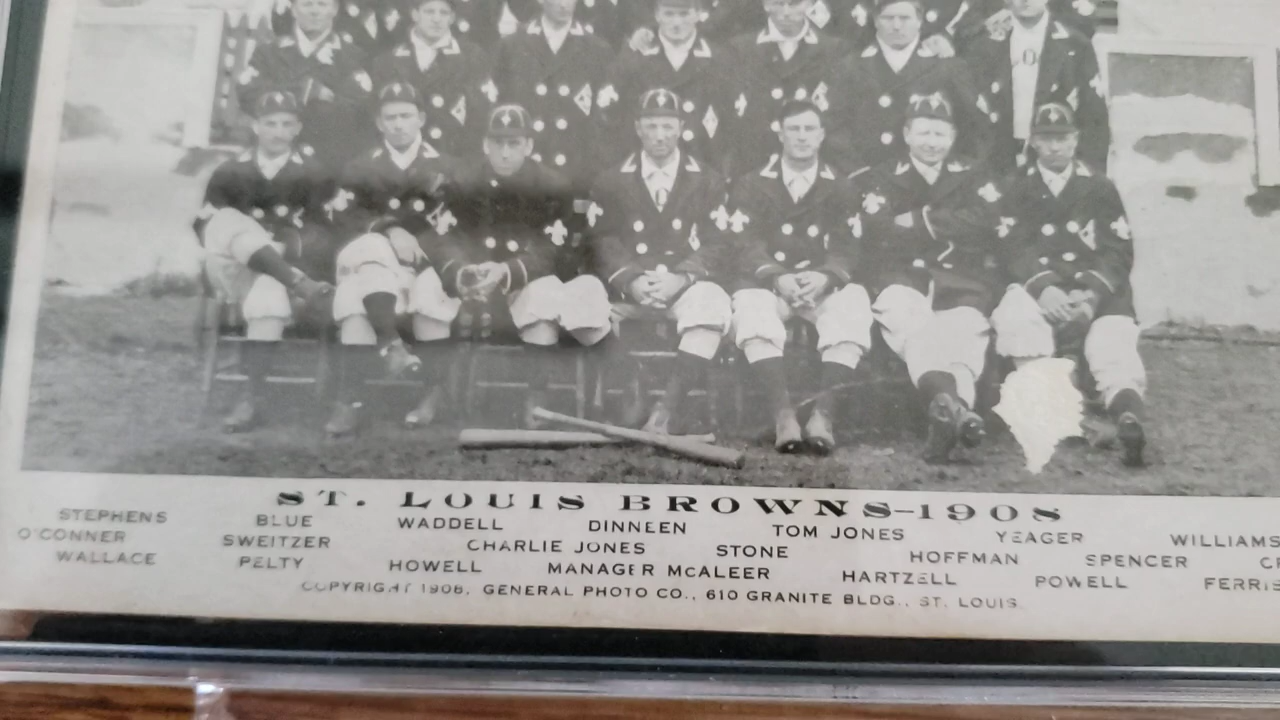 ST. LOUIS BROWNS-1908
STEPHENS BLUE WADDELL DINNEEN TOM JONES YEAGER WILLIAMS
O'CONNER SWEITZER CHARLIE JONES STONE HOFFMAN SPENCER
WALLACE PELTY HOWELL MANAGER McALEER HARTZELL POWELL FERRIS
COPYRIGHT 1908, GENERAL PHOTO CO., 610 GRANITE BLDG., ST. LOUIS